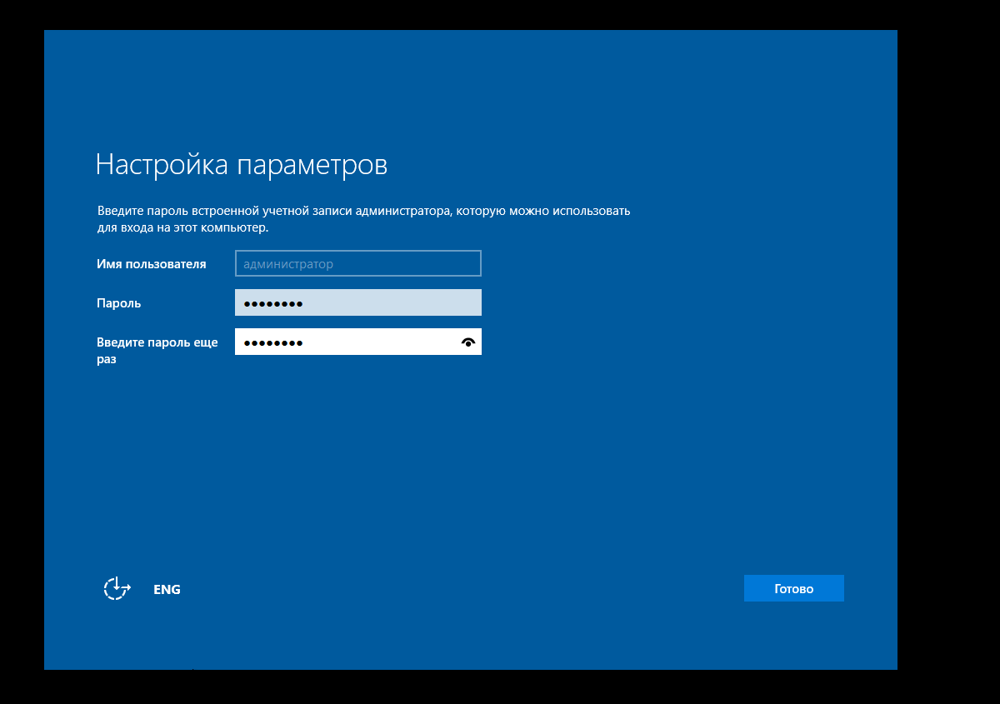 Настройка параметров
Введите пароль встроенной учетной записи администратора, которую можно использовать
для входа на этот компьютер.
Имя пользователя
администратор
Пароль
••••••••
Введите пароль еще
раз
••••••••
ENG
Готово